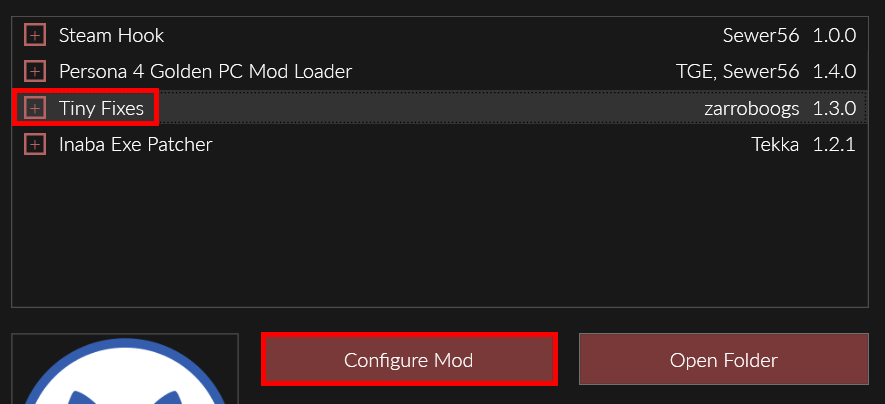 Steam Hook Sewer56 1.0.0
Persona 4 Golden PC Mod Loader TGE, Sewer56 1.4.0
Tiny Fixes zarroboogs 1.3.0
Inaba Exe Patcher Tekka 1.2.1
Configure Mod Open Folder